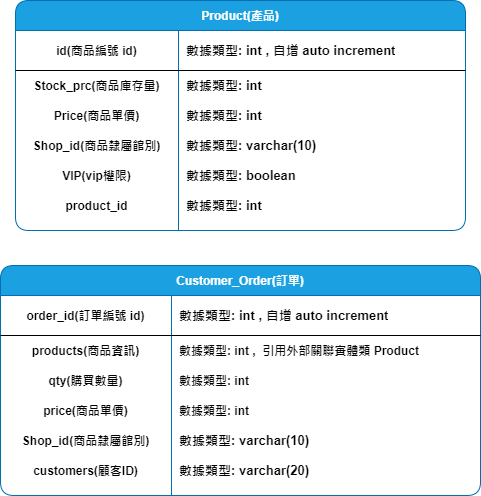 Product(產品)
id(商品編號 id) 數據類型: int , 自增 auto increment
Stock_prc(商品庫存量) 數據類型: int
Price(商品單價) 數據類型: int
Shop_id(商品隸屬館別) 數據類型: varchar(10)
VIP(vip權限) 數據類型: boolean
product_id 數據類型: int
Customer_Order(訂單)
order_id(訂單編號 id) 數據類型: int , 自增 auto increment
products(商品資訊) 數據類型: int , 引用外部關聯實體類 Product
qty(購買數量) 數據類型: int
price(商品單價) 數據類型: int
Shop_id(商品隸屬館別) 數據類型: varchar(10)
customers(顧客ID) 數據類型: varchar(20)